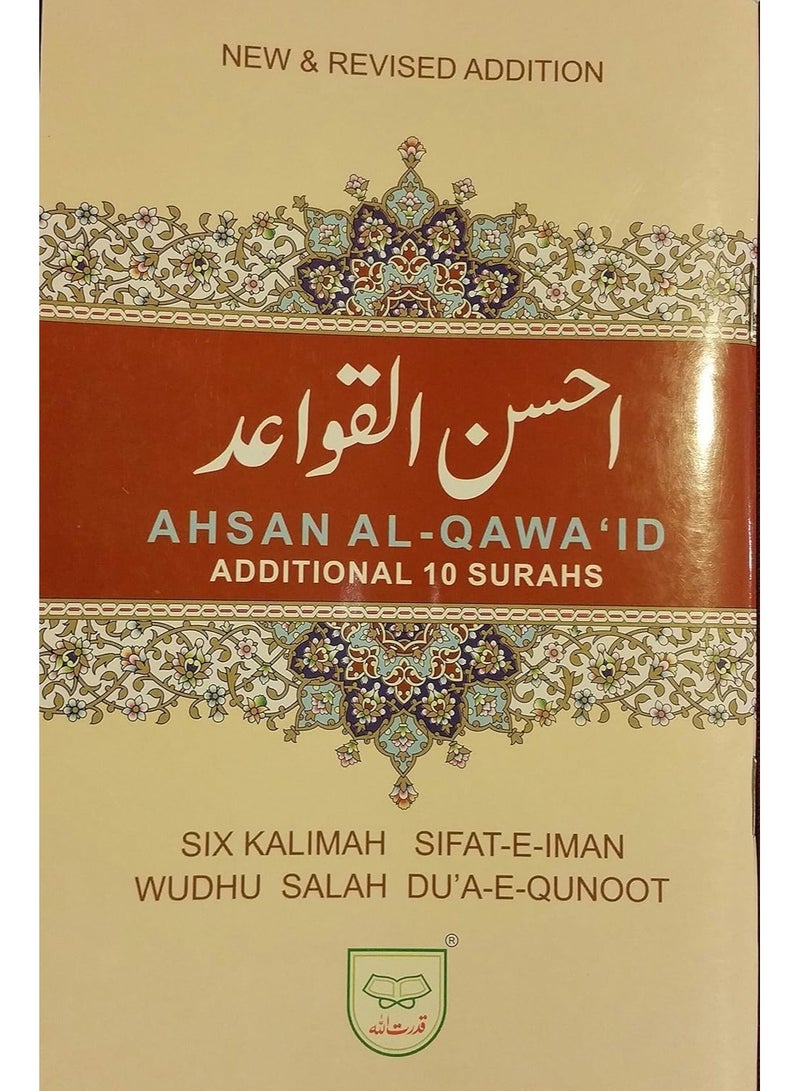 NEW & REVISED ADDITION
احسن القواعد
AHSAN AL-QAWA'ID
ADDITIONAL 10 SURAHS
SIX KALIMAH SIFAT-E-IMAN
WUDHU SALAH DU'A-E-QUNOOT
®
قدرت اللہ